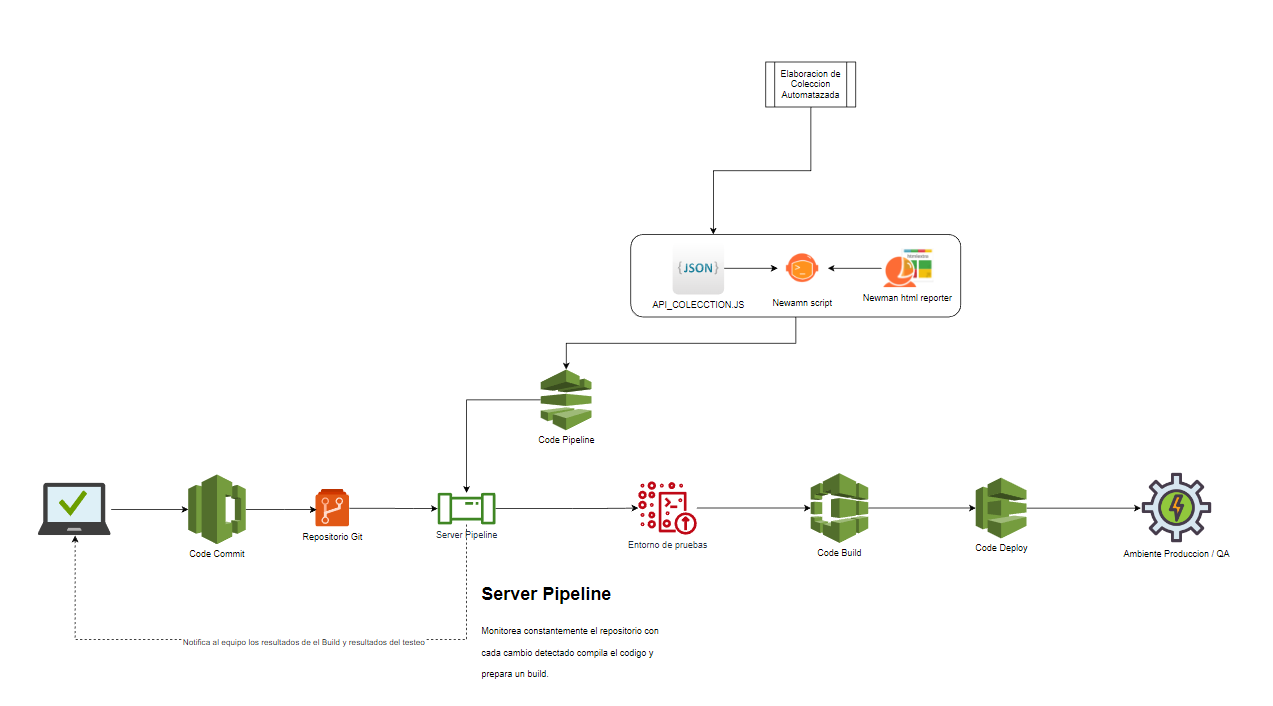 Elaboracion de
Coleccion
Automatazada
{JSON}
API_COLECCTION.JS
Newamn script
Newman html reporter
Code Pipeline
Code Commit
Repositorio Git
Server Pipeline
Entorno de pruebas
Code Build
Code Deploy
Ambiente Produccion / QA
Server Pipeline
Notifica al equipo los resultados de el Build y resultados del testeo
Monitorea constantemente el repositorio con
cada cambio detectado compila el codigo y
prepara un build.